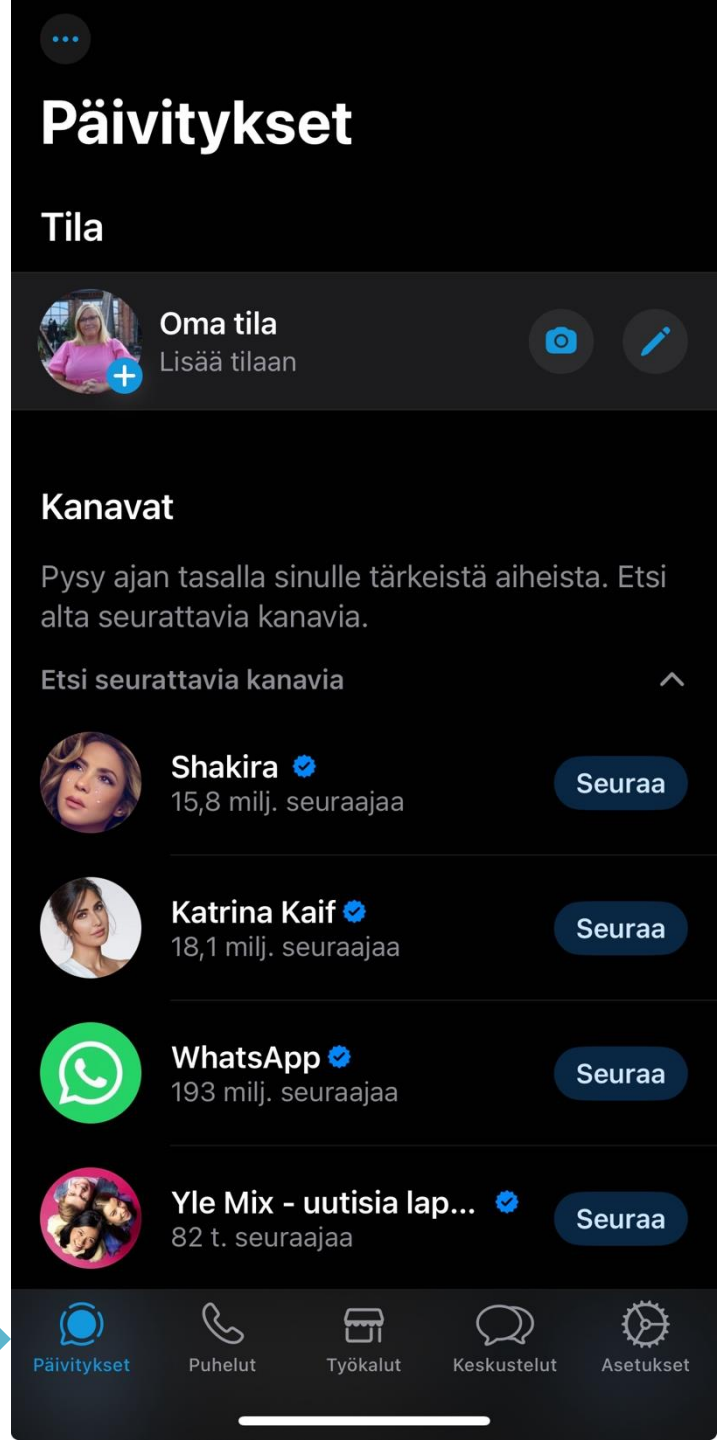 Päivitykset
Tila
Oma tila
Lisää tilaan
Kanavat
Pysy ajan tasalla sinulle tärkeistä aiheista. Etsi
alta seurattavia kanavia.
Etsi seurattavia kanavia
Shakira
15,8 milj. seuraajaa
Seuraa
Katrina Kaif
18,1 milj. seuraajaa
Seuraa
WhatsApp
193 milj. seuraajaa
Seuraa
Yle Mix - uutisia lap...
82 t. seuraajaa
Seuraa
Päivitykset Puhelut Työkalut Keskustelut Asetukset